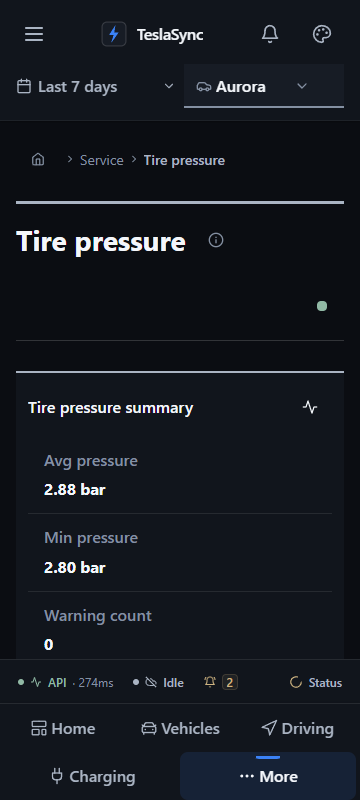 TeslaSync
Last 7 days
Aurora
Service
Tire pressure
Tire pressure
Tire pressure summary
Avg pressure
2.88 bar
Min pressure
2.80 bar
Warning count
0
API · 274ms
Idle
2
Status
Home
Vehicles
Driving
Charging
More